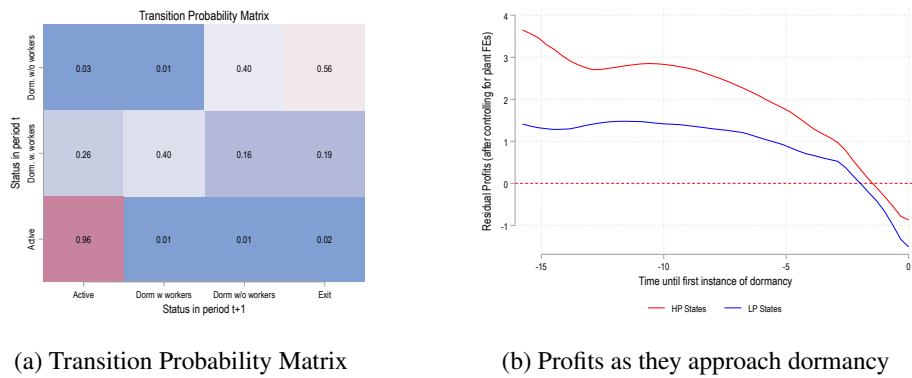 Transition Probability Matrix
Status in period t
Dorm. w/o workers
0.03 0.01 0.40 0.56
Dorm. w. workers
0.26 0.40 0.16 0.19
Active
0.96 0.01 0.01 0.02
Active Dorm w workers Dorm w/o workers Exit
Status in period t+1
(a) Transition Probability Matrix
Residual Profits (after controlling for plant FEs)
4
3
2
1
0
-1
-15 -10 -5 0
Time until first instance of dormancy
HP States LP States
(b) Profits as they approach dormancy